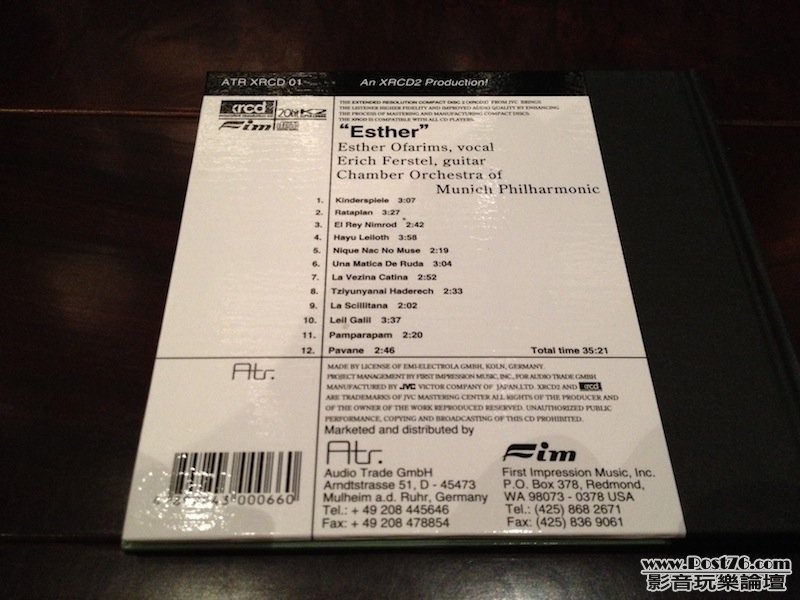 ATR XRCD 01 An XRCD2 Production!
xrcd2
20bit K2
Fim
THE EXTENDED RESOLUTION COMPACT DISC 2 (XRCD2) FROM JVC BRINGS
THE LISTENER HIGHER FIDELITY AND IMPROVED AUDIO QUALITY BY ENHANCING
THE PROCESS OF MASTERING AND MANUFACTURING COMPACT DISCS.
THE XRCD IS COMPATIBLE WITH ALL CD PLAYERS.
"Esther"
Esther Ofarims, vocal
Erich Ferstel, guitar
Chamber Orchestra of
Munich Philharmonic
1. Kinderspiele 3:07
2. Rataplan 3:27
3. El Rey Nimrod 2:42
4. Hayu Leiloth 3:58
5. Nique Nac No Muse 2:19
6. Una Matica De Ruda 3:04
7. La Vezina Catina 2:52
8. Tziyunyanai Haderech 2:33
9. La Scillitana 2:02
10. Leil Galil 3:37
11. Pamparapam 2:20
12. Pavane 2:46 Total time 35:21
Atr.
MADE BY LICENSE OF EMI-ELECTROLA GMBH, KOLN, GERMANY.
PROJECT MANAGEMENT BY FIRST IMPRESSION MUSIC, INC., FOR AUDIO TRADE GMBH
MANUFACTURED BY JVC VICTOR COMPANY OF JAPAN,LTD. XRCD2 AND xrcd
ARE TRADEMARKS OF JVC MASTERING CENTER ALL RIGHTS OF THE PRODUCER AND
OF THE OWNER OF THE WORK REPRODUCED RESERVED. UNAUTHORIZED PUBLIC
PERFORMANCE, COPYING AND BROADCASTING OF THIS CD PROHIBITED.
Marketed and distributed by
Atr.
Audio Trade GmbH
Arndtstrasse 51, D - 45473
Mulheim a.d. Ruhr, Germany
Tel.: + 49 208 445646
Fax: + 49 208 478854
Fim
First Impression Music, Inc.
P.O. Box 378, Redmond,
WA 98073 - 0378 USA
Tel.: (425) 868 2671
Fax: (425) 836 9061
000660
www.Post76.com
影音玩樂論壇